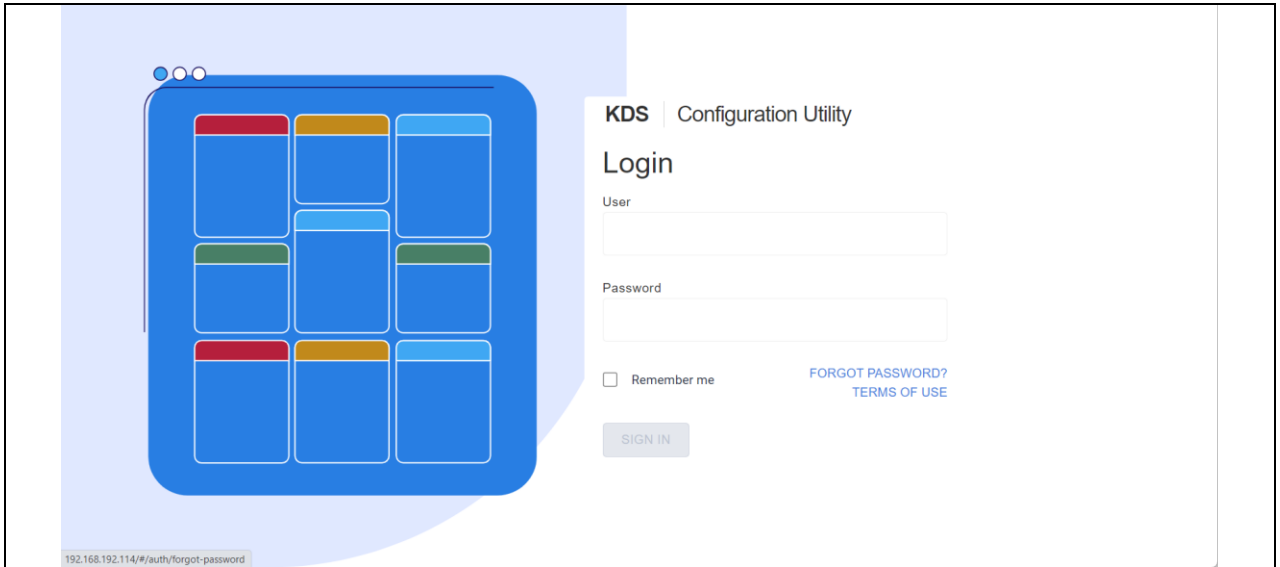 KDS Configuration Utility
Login
User
Password
Remember me
FORGOT PASSWORD?
TERMS OF USE
SIGN IN
192.168.192.114/#/auth/forgot-password